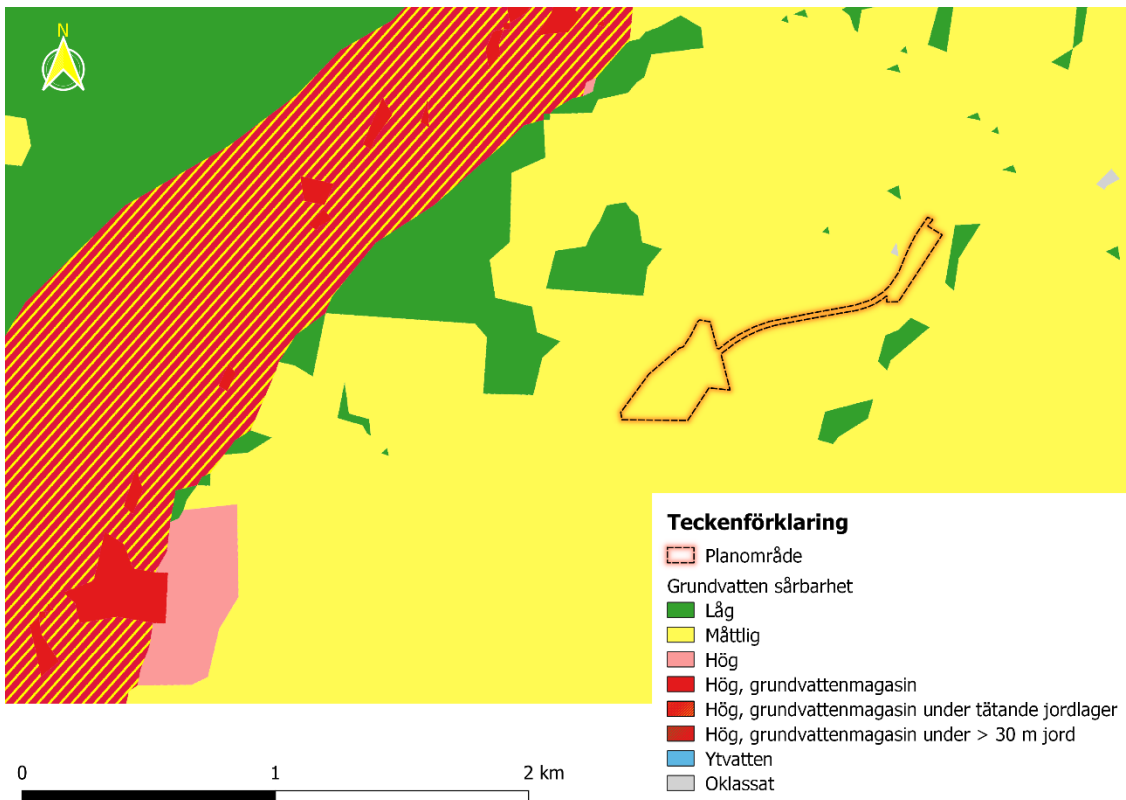 N
Teckenförklaring
Planområde
Grundvatten sårbarhet
Låg
Måttlig
Hög
Hög, grundvattenmagasin
Hög, grundvattenmagasin under tätande jordlager
Hög, grundvattenmagasin under > 30 m jord
Ytvatten
Oklassat
0 1 2 km